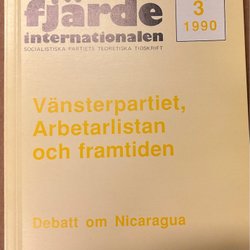 fjärde
internationalen
SOCIALISTISKA PARTIETS TEORETISKA TIDSKRIFT
3
1990
Vänsterpartiet,
Arbetarlistan
och framtiden
Debatt om Nicaragua